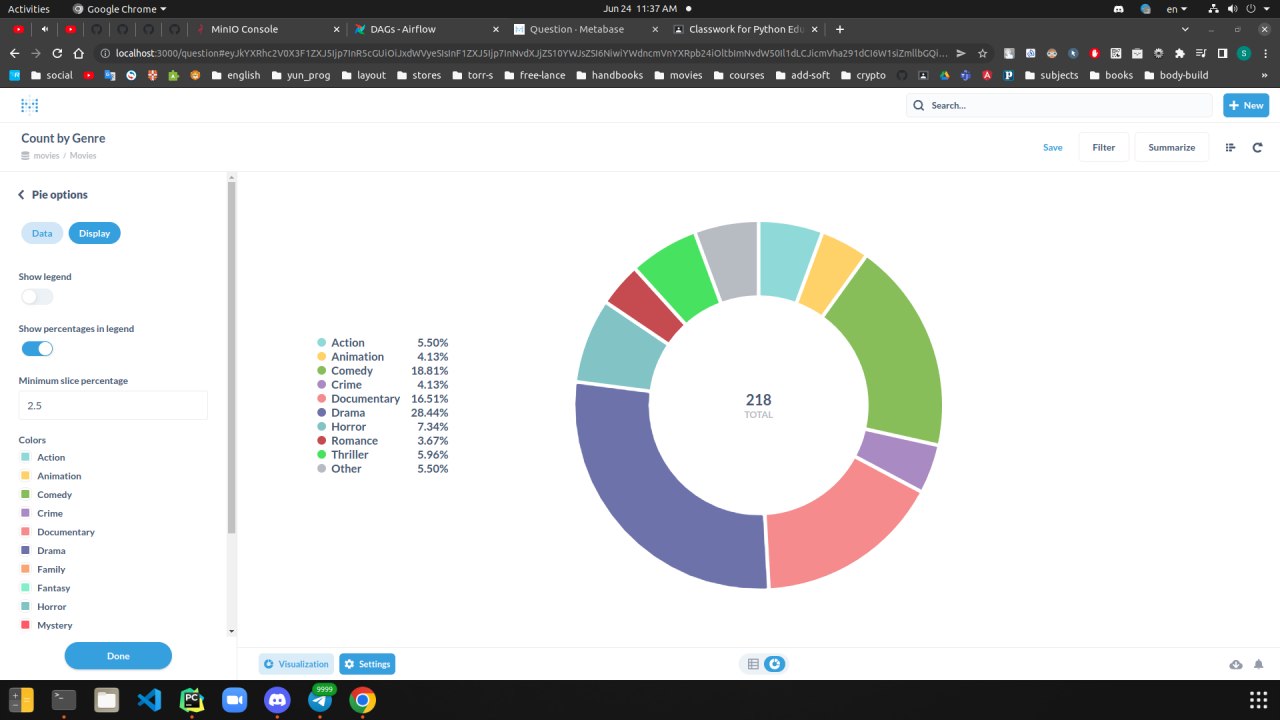 Activities
Google Chrome
Jun 24 11:37 AM
en
MinIO Console
DAGs - Airflow
Question · Metabase
Classwork for Python Edu
social
english
yun_prog
layout
stores
torr-s
free-lance
handbooks
movies
courses
add-soft
crypto
subjects
books
body-build
Search...
New
Count by Genre
movies / Movies
Save
Filter
Summarize
Pie options
Data
Display
Show legend
Show percentages in legend
Minimum slice percentage
2.5
Colors
Action
Animation
Comedy
Crime
Documentary
Drama
Family
Fantasy
Horror
Mystery
Done
Action 5.50%
Animation 4.13%
Comedy 18.81%
Crime 4.13%
Documentary 16.51%
Drama 28.44%
Horror 7.34%
Romance 3.67%
Thriller 5.96%
Other 5.50%
218
TOTAL
Visualization
Settings
9999